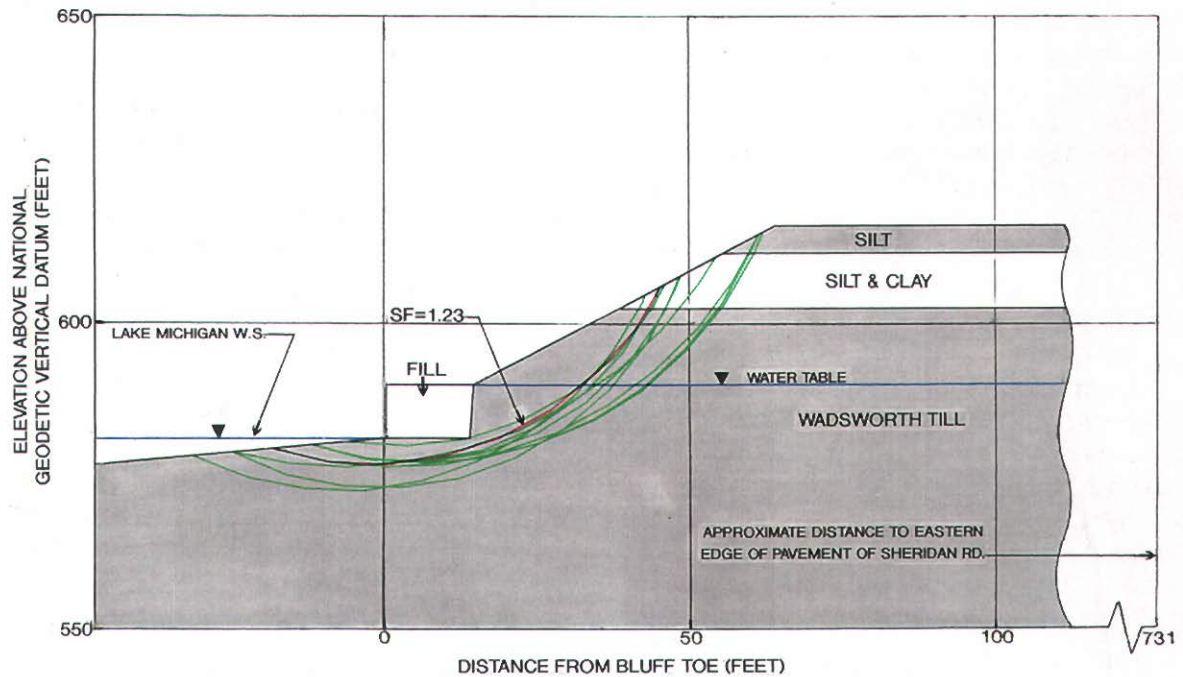 650
ELEVATION ABOVE NATIONAL
GEODETIC VERTICAL DATUM (FEET)
SILT
SILT & CLAY
SF=1.23
600
LAKE MICHIGAN W.S.
FILL
WATER TABLE
WADSWORTH TILL
APPROXIMATE DISTANCE TO EASTERN
EDGE OF PAVEMENT OF SHERIDAN RD.
550
0
50
100
731
DISTANCE FROM BLUFF TOE (FEET)